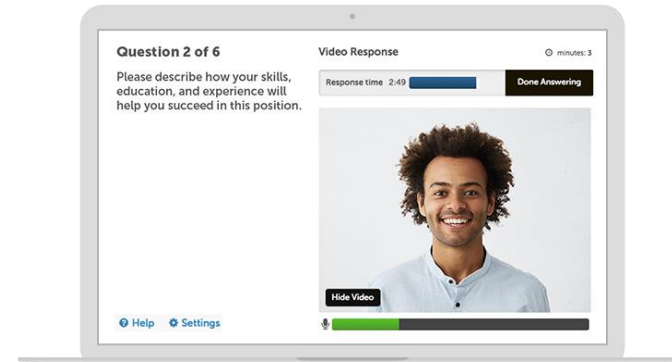 Question 2 of 6
Please describe how your skills,
education, and experience will
help you succeed in this position.
Video Response
minutes: 3
Response time 2:49
Done Answering
Hide Video
Help
Settings